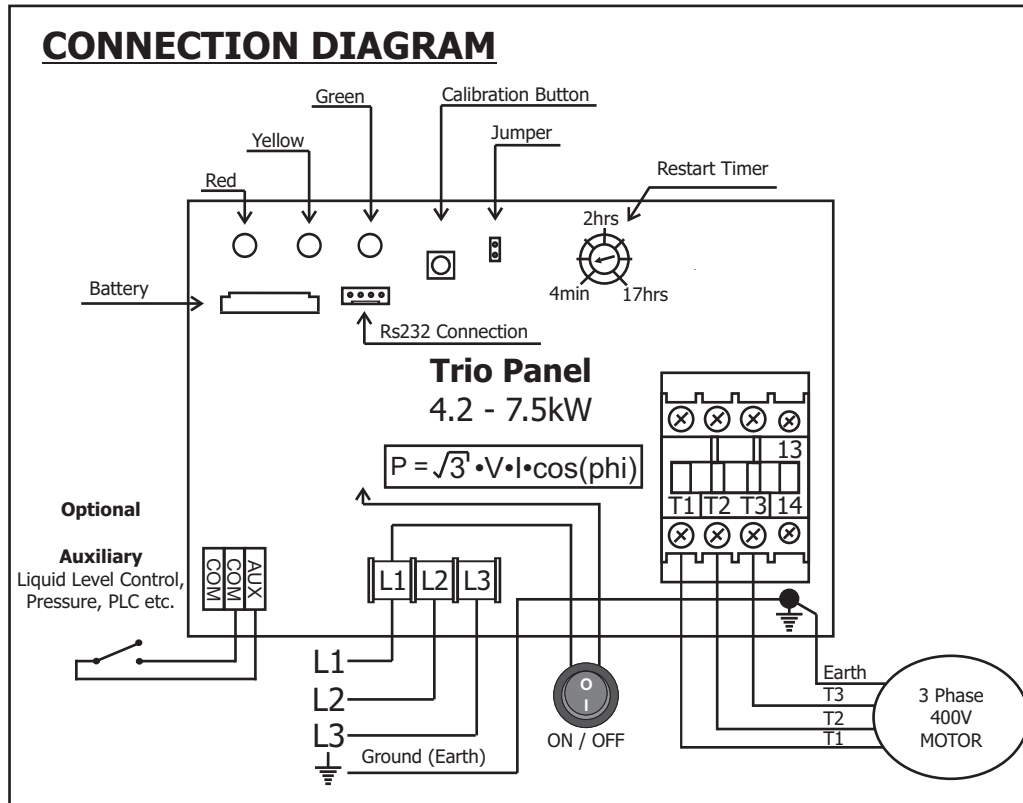 CONNECTION DIAGRAM
Green
Calibration Button
Yellow
Jumper
Red
Restart Timer
2hrs
4min
17hrs
Battery
Rs232 Connection
Trio Panel
4.2 - 7.5kW
P = √3 •V•I•cos(phi)
13
T1 T2 T3 14
Optional
Auxiliary
Liquid Level Control,
Pressure, PLC etc.
COM
COM
AUX
L1 L2 L3
L1
L2
L3
Ground (Earth)
O
I
ON / OFF
Earth
T3
T2
T1
3 Phase
400V
MOTOR